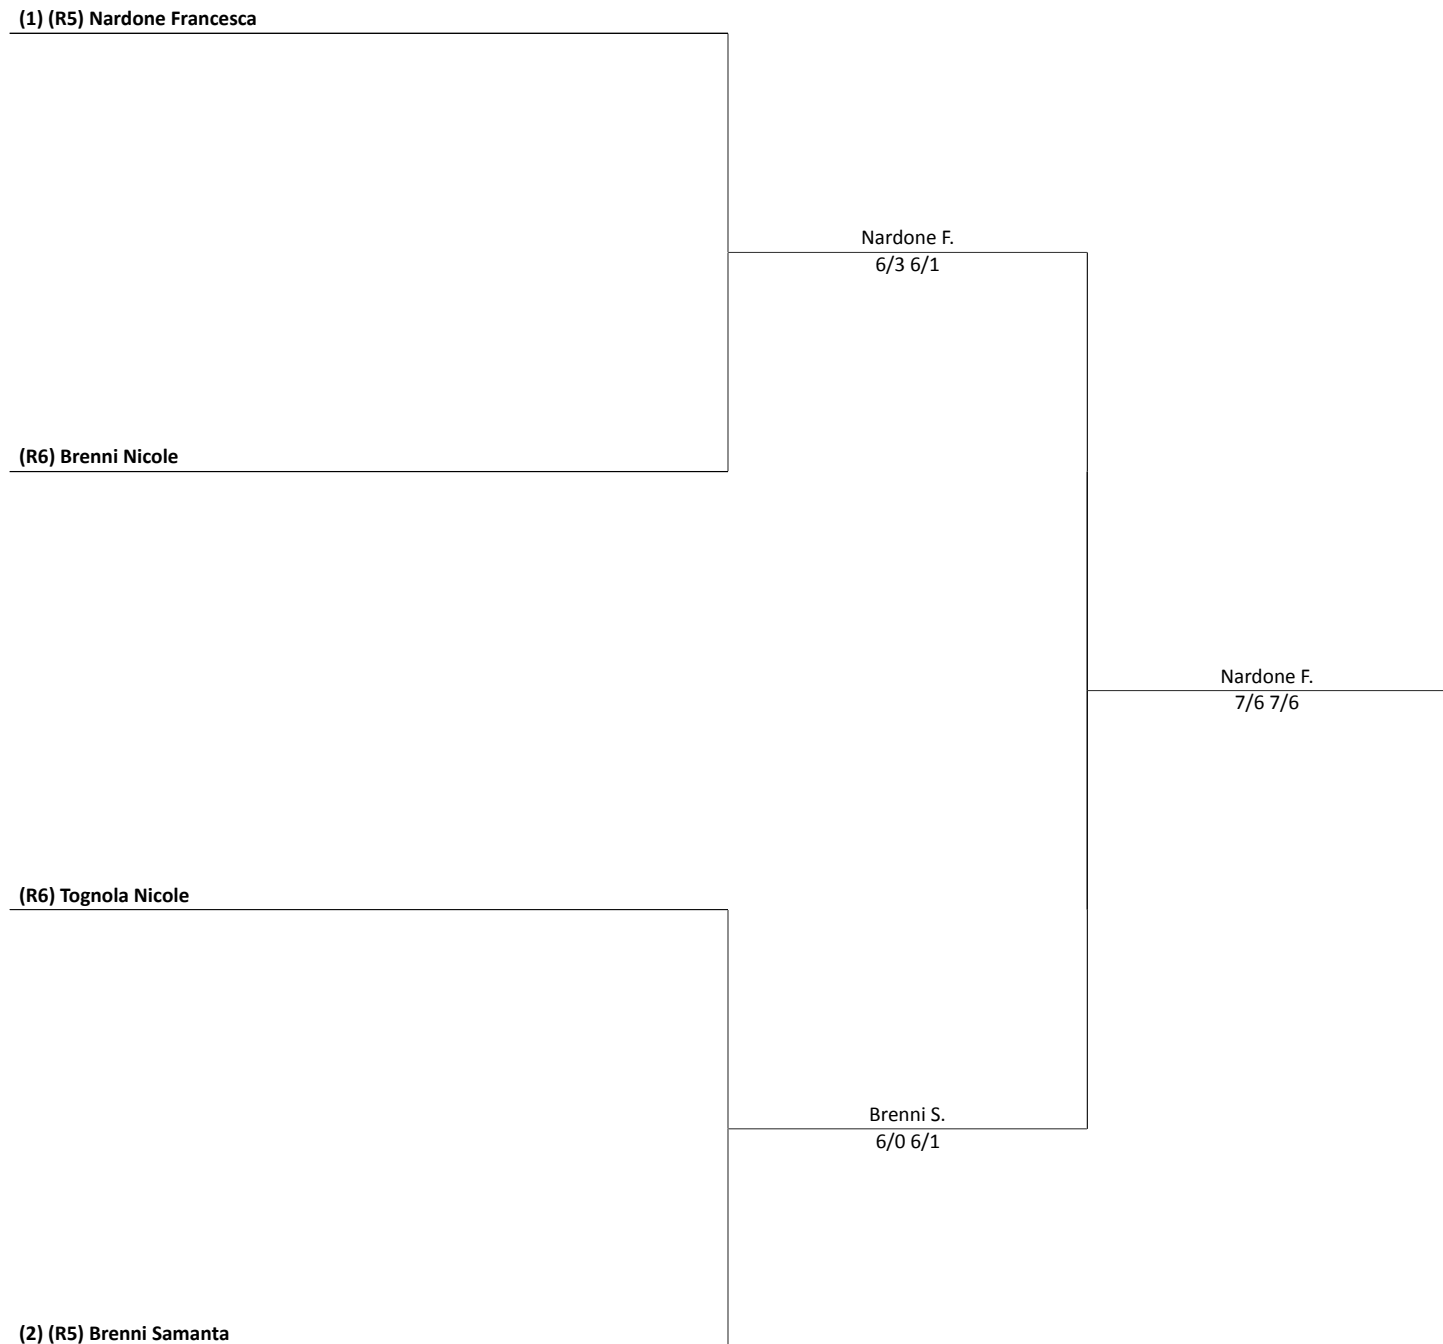 (1) (R5) Nardone Francesca
Nardone F.
6/3 6/1
(R6) Brenni Nicole
Nardone F.
7/6 7/6
(R6) Tognola Nicole
Brenni S.
6/0 6/1
(2) (R5) Brenni Samanta